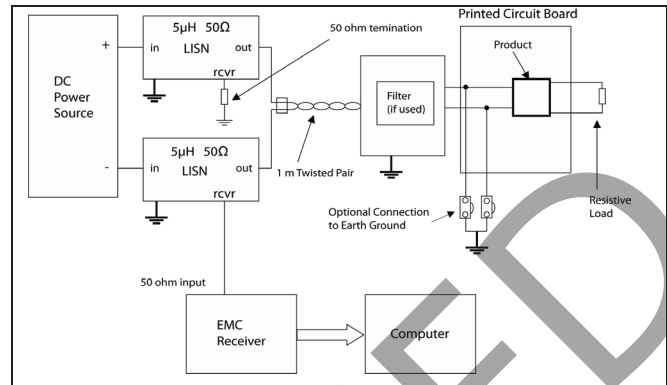 Printed Circuit Board
5µH 50Ω
LISN
in
out
rcvr
+
50 ohm temination
Product
DC
Power
Source
Filter
(if used)
5µH 50Ω
LISN
-
in
out
rcvr
1 m Twisted Pair
Optional Connection
to Earth Ground
Resistive
Load
50 ohm input
EMC
Receiver
Computer